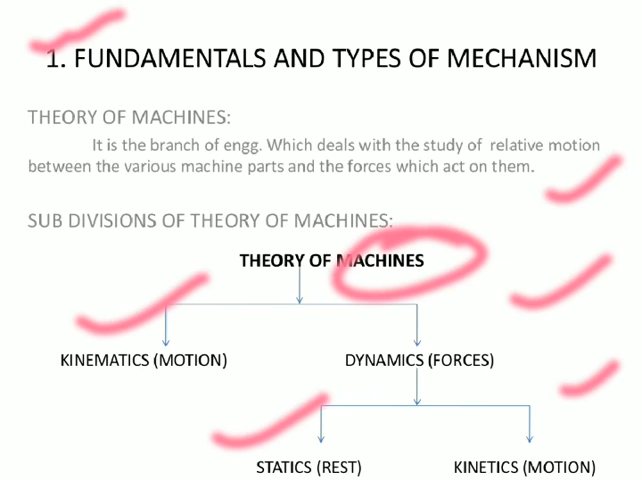 1. FUNDAMENTALS AND TYPES OF MECHANISM
THEORY OF MACHINES:
It is the branch of engg. Which deals with the study of relative motion
between the various machine parts and the forces which act on them.
SUB DIVISIONS OF THEORY OF MACHINES:
THEORY OF MACHINES
KINEMATICS (MOTION) DYNAMICS (FORCES)
STATICS (REST) KINETICS (MOTION)